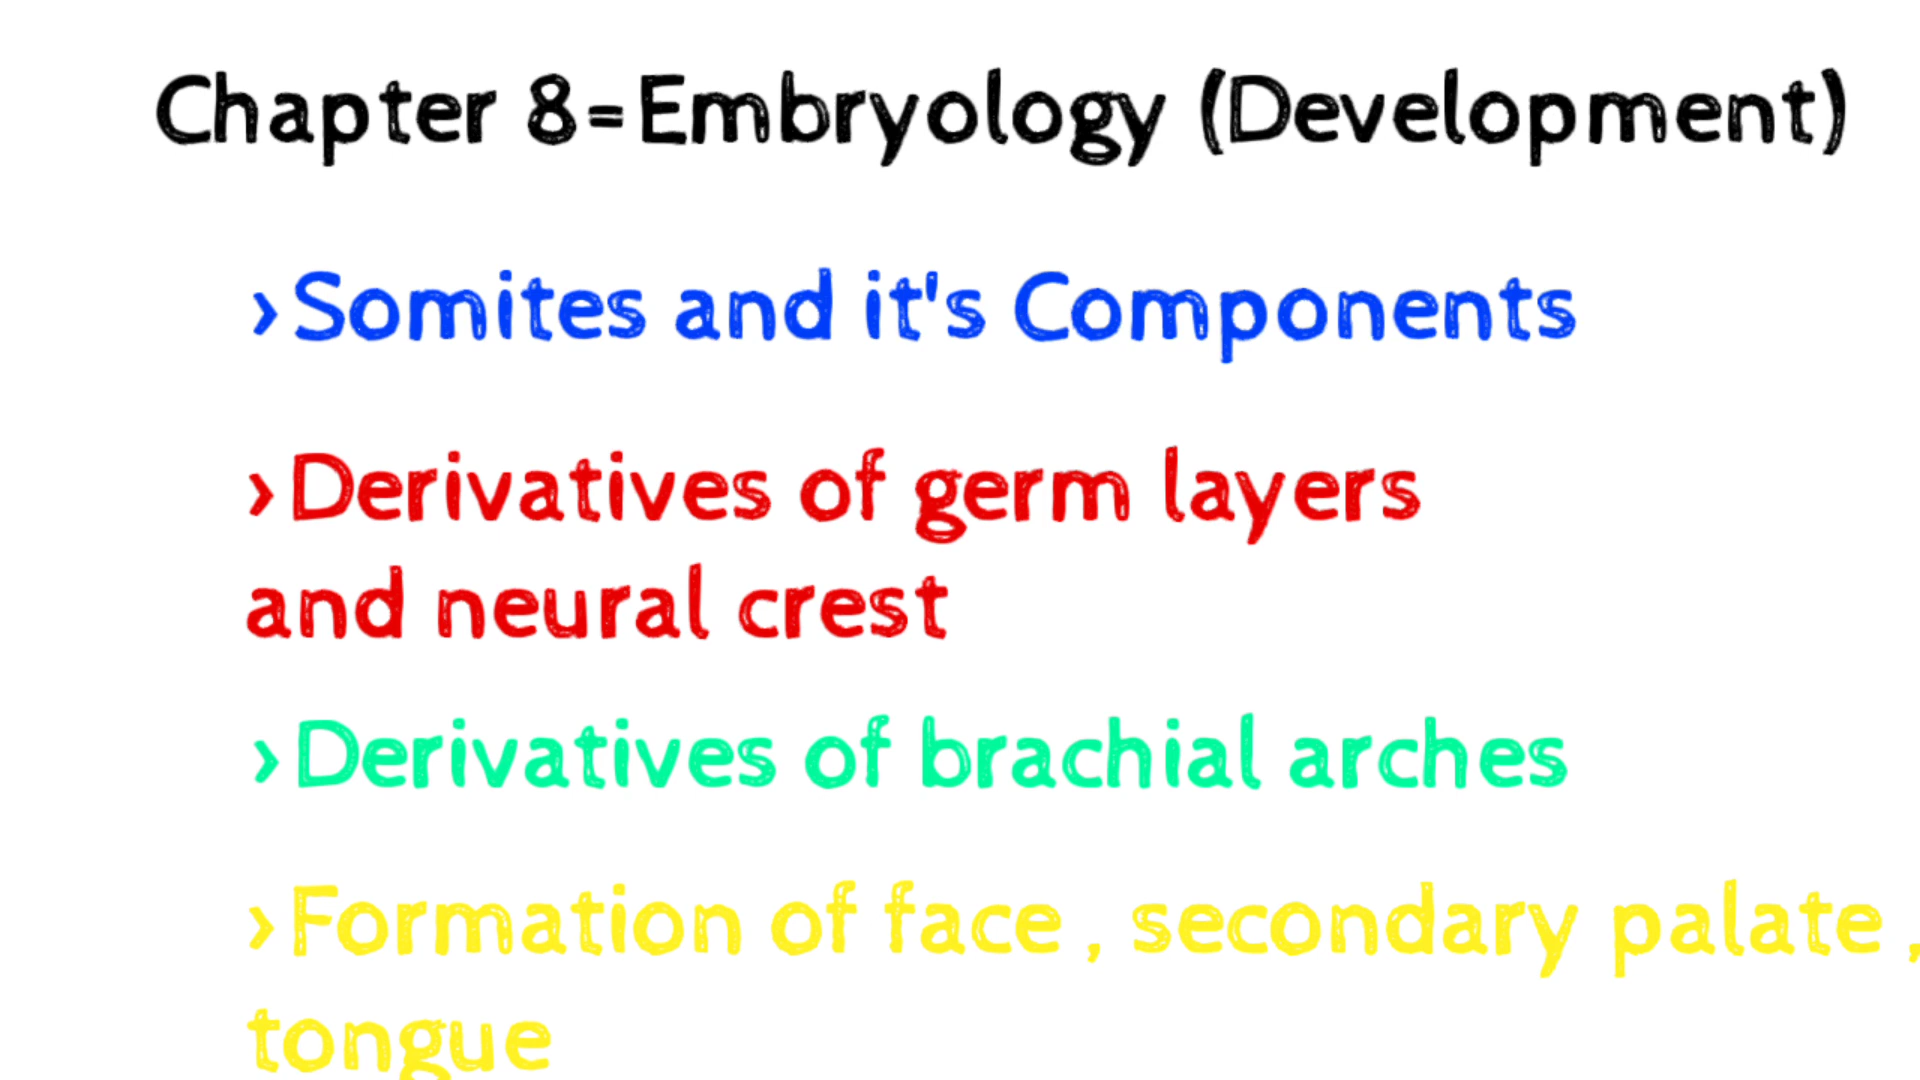 Chapter 8=Embryology (Development)
›Somites and it's Components
›Derivatives of germ layers
and neural crest
›Derivatives of brachial arches
›Formation of face , secondary palate ,
tongue